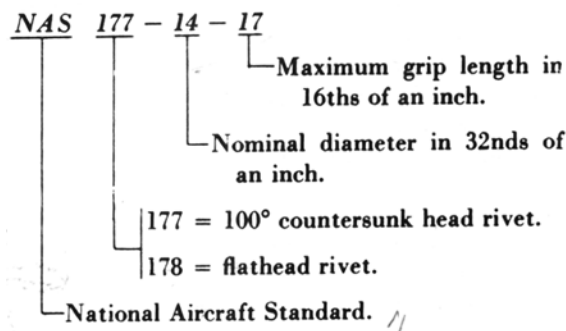 NAS 177 – 14 – 17
Maximum grip length in
16ths of an inch.
Nominal diameter in 32nds of
an inch.
177 = 100° countersunk head rivet.
178 = flathead rivet.
National Aircraft Standard.